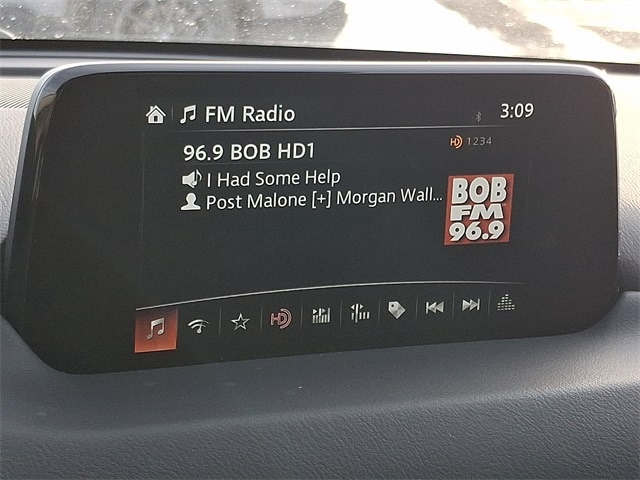 FM Radio
3:09
96.9 BOB HD1
HD 1234
I Had Some Help
Post Malone [+] Morgan Wall...
BOB
FM
96.9
HD